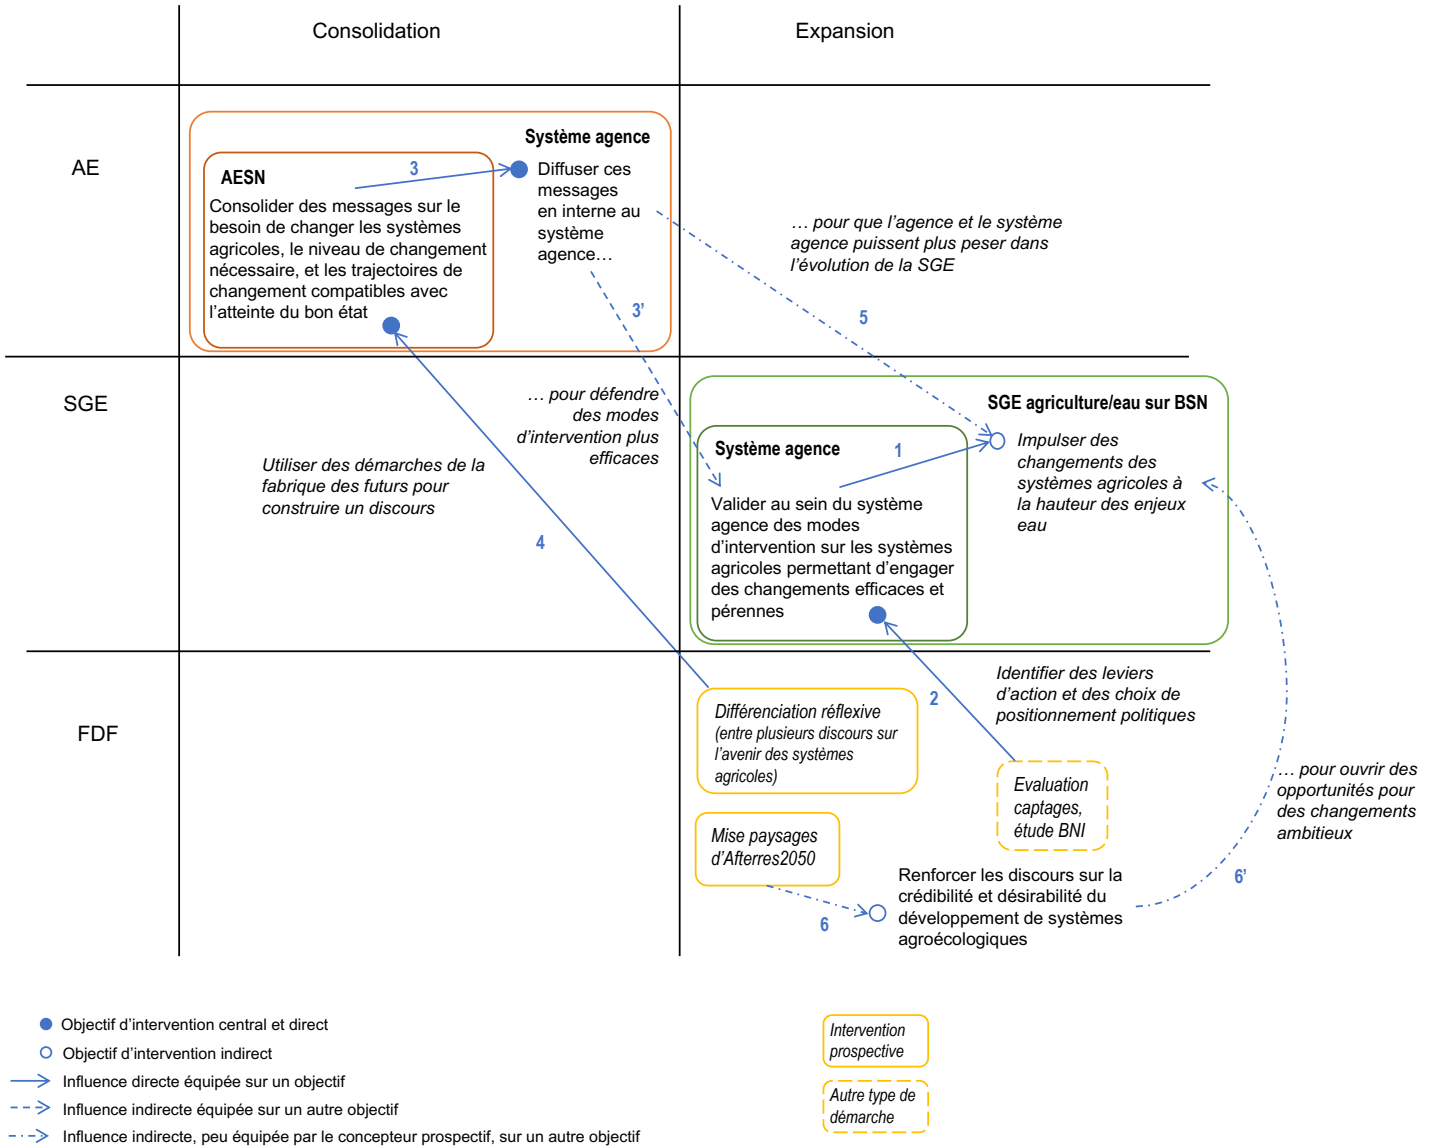 Consolidation
Expansion
AE
Système agence
AESN
3
Consolider des messages sur le
besoin de changer les systèmes
agricoles, le niveau de changement
nécessaire, et les trajectoires de
changement compatibles avec
l’atteinte du bon état
Diffuser ces
messages
en interne au
système
agence…
… pour que l’agence et le système
agence puissent plus peser dans
l’évolution de la SGE
3’
5
SGE
… pour défendre
des modes
d’intervention plus
efficaces
Utiliser des démarches de la
fabrique des futurs pour
construire un discours
4
SGE agriculture/eau sur BSN
Système agence
1
Impulser des
changements des
systèmes agricoles à
la hauteur des enjeux
eau
Valider au sein du système
agence des modes
d’intervention sur les systèmes
agricoles permettant d’engager
des changements efficaces et
pérennes
FDF
Identifier des leviers
d’action et des choix de
positionnement politiques
2
Différenciation réflexive
(entre plusieurs discours sur
l’avenir des systèmes
agricoles)
Evaluation
captages,
étude BNI
… pour ouvrir des
opportunités pour
des changements
ambitieux
Mise paysages
d’Afterres2050
6
Renforcer les discours sur la
crédibilité et désirabilité du
développement de systèmes
agroécologiques
6’
Objectif d’intervention central et direct
Objectif d’intervention indirect
Influence directe équipée sur un objectif
Influence indirecte équipée sur un autre objectif
Influence indirecte, peu équipée par le concepteur prospectif, sur un autre objectif
Intervention
prospective
Autre type de
démarche